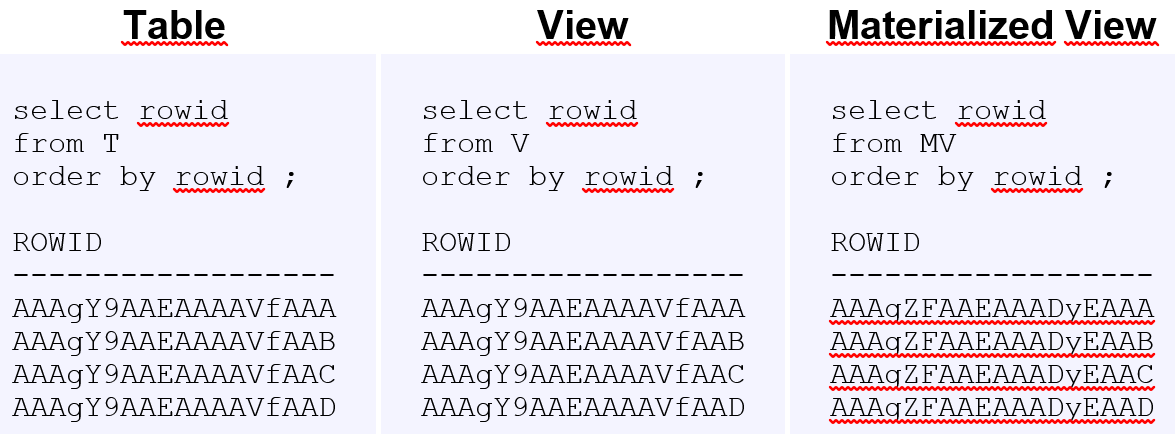 Table
select rowid
from T
order by rowid ;
ROWID
------------------
AAAgY9AAEAAAAVfAAA
AAAgY9AAEAAAAVfAAB
AAAgY9AAEAAAAVfAAC
AAAgY9AAEAAAAVfAAD
View
select rowid
from V
order by rowid ;
ROWID
------------------
AAAgY9AAEAAAAVfAAA
AAAgY9AAEAAAAVfAAB
AAAgY9AAEAAAAVfAAC
AAAgY9AAEAAAAVfAAD
Materialized View
select rowid
from MV
order by rowid ;
ROWID
------------------
AAAgZFAAEAAADyEAAA
AAAgZFAAEAAADyEAAB
AAAgZFAAEAAADyEAAC
AAAgZFAAEAAADyEAAD